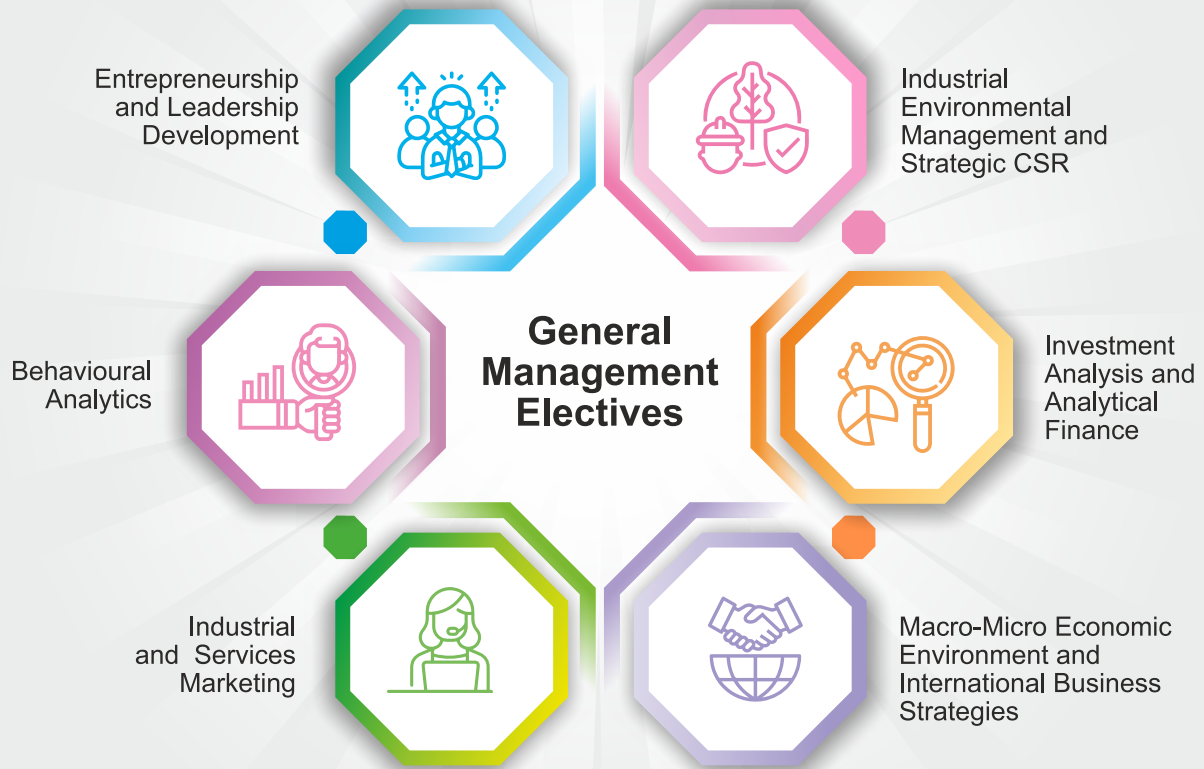 Entrepreneurship
and Leadership
Development
Industrial
Environmental
Management and
Strategic CSR
Behavioural
Analytics
General
Management
Electives
Investment
Analysis and
Analytical
Finance
Industrial
and Services
Marketing
Macro-Micro Economic
Environment and
International Business
Strategies